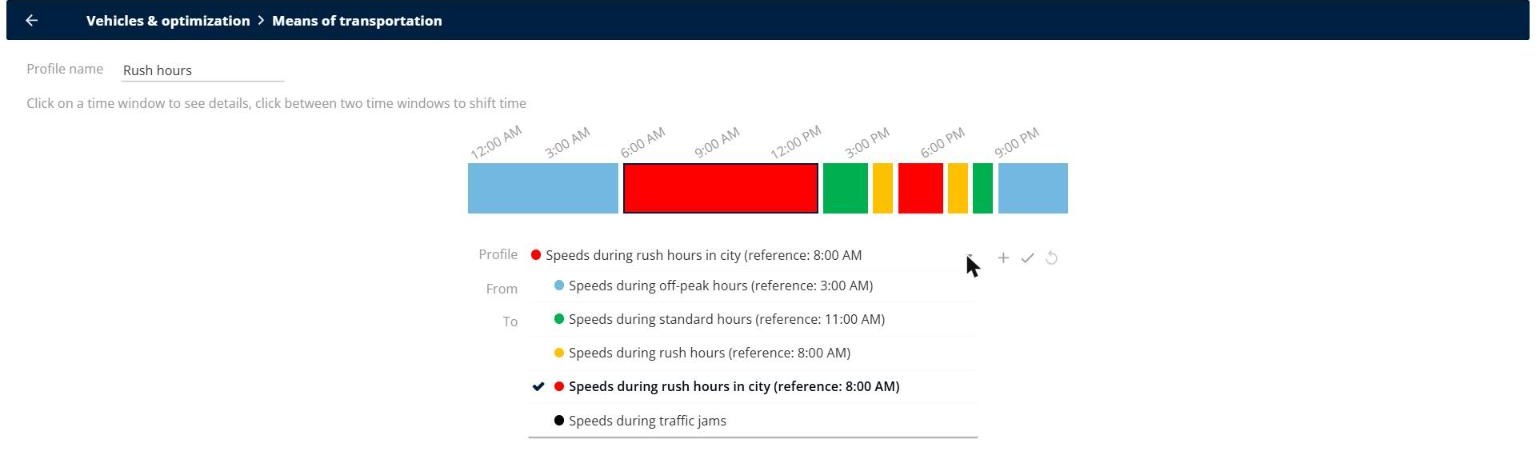 Vehicles & optimization > Means of transportation
Profile name Rush hours
Click on a time window to see details, click between two time windows to shift time
12:00 AM 3:00 AM 6:00 AM 9:00 AM 12:00 PM 3:00 PM 6:00 PM 9:00 PM
Profile Speeds during rush hours in city (reference: 8:00 AM
From Speeds during off-peak hours (reference: 3:00 AM)
To Speeds during standard hours (reference: 11:00 AM)
Speeds during rush hours (reference: 8:00 AM)
Speeds during rush hours in city (reference: 8:00 AM)
Speeds during traffic jams